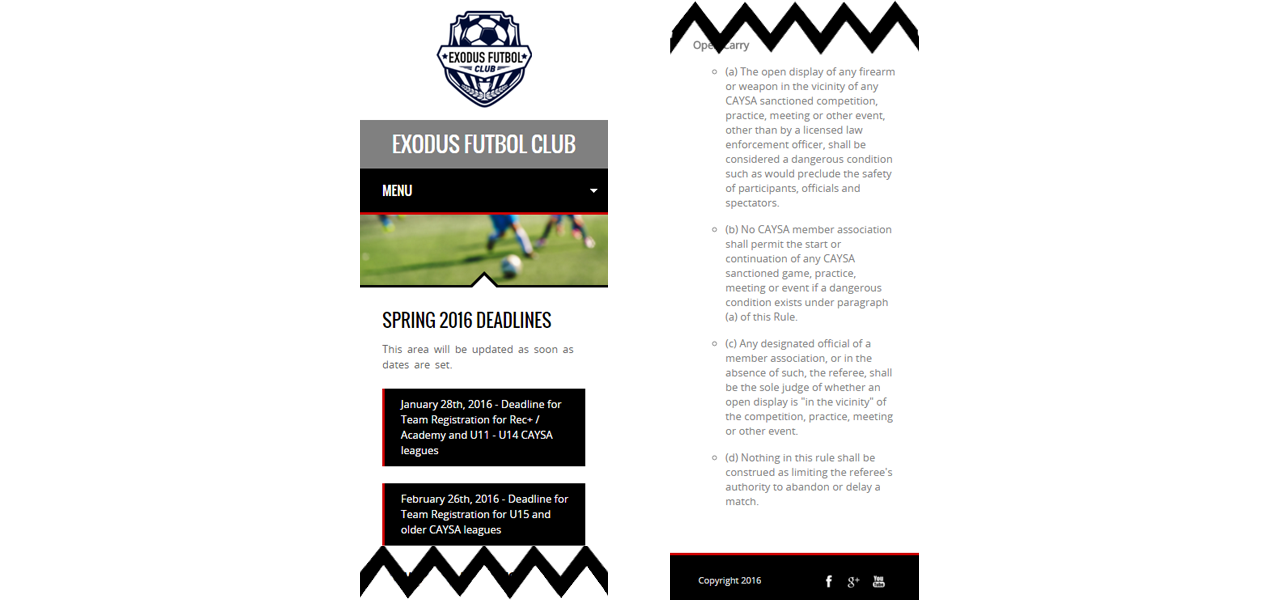 EXODUS FUTBOL
CLUB
EXODUS FUTBOL CLUB
MENU
SPRING 2016 DEADLINES
This area will be updated as soon as
dates are set.
January 28th, 2016 - Deadline for
Team Registration for Rec+ /
Academy and U11 - U14 CAYSA
leagues
February 26th, 2016 - Deadline for
Team Registration for U15 and
older CAYSA leagues
Open Carry
(a) The open display of any firearm
or weapon in the vicinity of any
CAYSA sanctioned competition,
practice, meeting or other event,
other than by a licensed law
enforcement officer, shall be
considered a dangerous condition
such as would preclude the safety
of participants, officials and
spectators.
(b) No CAYSA member association
shall permit the start or
continuation of any CAYSA
sanctioned game, practice,
meeting or event if a dangerous
condition exists under paragraph
(a) of this Rule.
(c) Any designated official of a
member association, or in the
absence of such, the referee, shall
be the sole judge of whether an
open display is "in the vicinity" of
the competition, practice, meeting
or other event.
(d) Nothing in this rule shall be
construed as limiting the referee's
authority to abandon or delay a
match.
Copyright 2016
f g+ You Tube